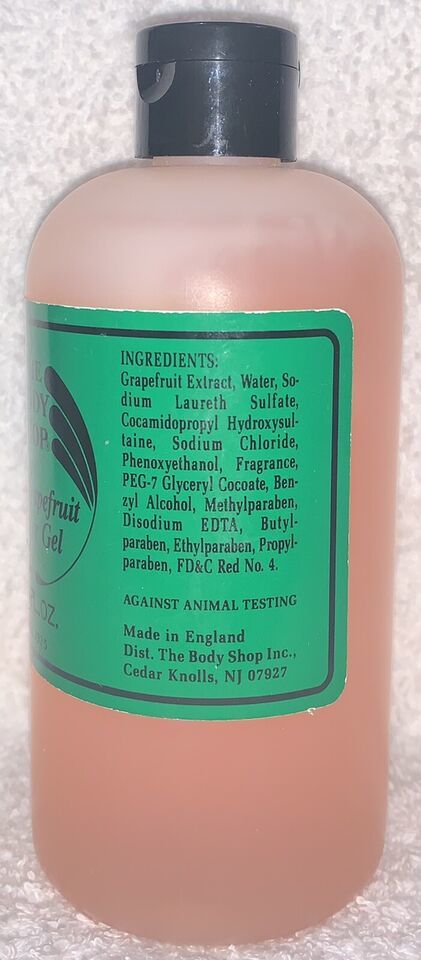 INGREDIENTS:
Grapefruit Extract, Water, So-
dium Laureth Sulfate,
Cocamidopropyl Hydroxysul-
taine, Sodium Chloride,
Phenoxyethanol, Fragrance,
PEG-7 Glyceryl Cocoate, Ben-
zyl Alcohol, Methylparaben,
Disodium EDTA, Butyl-
paraben, Ethylparaben, Propyl-
paraben, FD&C Red No. 4.
AGAINST ANIMAL TESTING
Made in England
Dist. The Body Shop Inc.,
Cedar Knolls, NJ 07927
Gel
OZ.